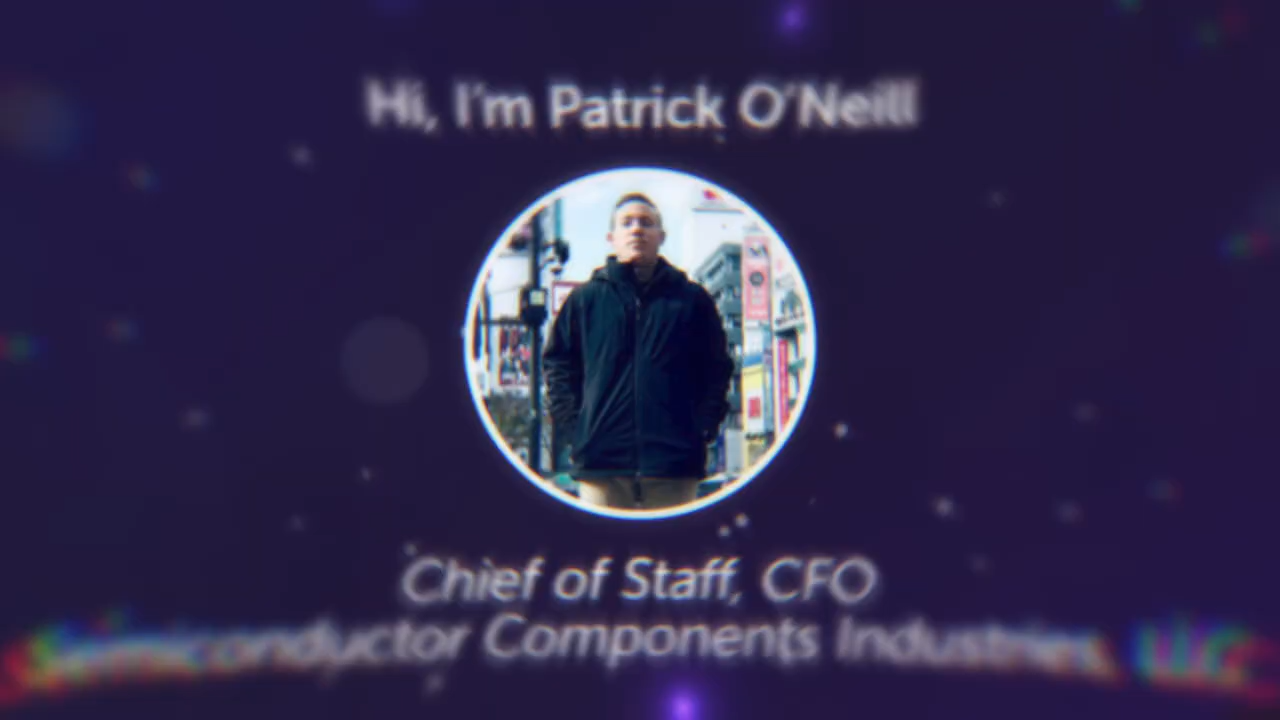 Hi, I'm Patrick O'Neill
Chief of Staff, CFO
Semiconductor Components Industries, LLC